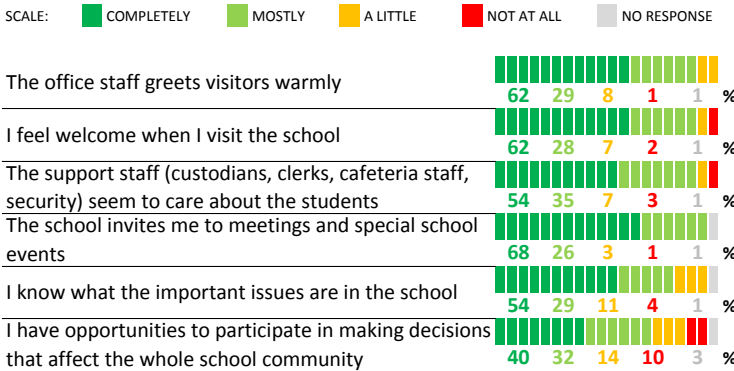 SCALE: COMPLETELY MOSTLY A LITTLE NOT AT ALL NO RESPONSE
The office staff greets visitors warmly
62 29 8 1 1 %
I feel welcome when I visit the school
62 28 7 2 1 %
The support staff (custodians, clerks, cafeteria staff,
security) seem to care about the students
54 35 7 3 1 %
The school invites me to meetings and special school
events
68 26 3 1 1 %
I know what the important issues are in the school
54 29 11 4 1 %
I have opportunities to participate in making decisions
that affect the whole school community
40 32 14 10 3 %